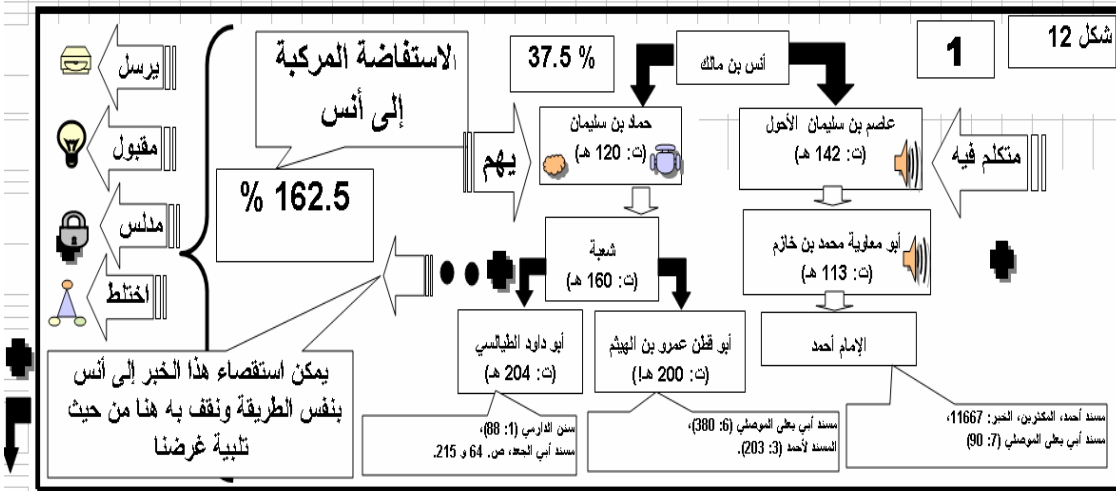 شكل 12
1
أنس بن مالك
37.5 %
الاستفاضة المركبة
إلى أنس
162.5 %
يرسل
مقبول
مدلس
اختلط
عاصم بن سليمان الأحول
(ت: 142 هـ)
متكلم فيه
حماد بن سليمان
(ت: 120 هـ)
يهم
أبو معاوية محمد بن خازم
(ت: 113 هـ)
شعبة
(ت: 160 هـ)
الإمام أحمد
أبو قطن عمرو بن الهيثم
(ت: 200 هـ!)
أبو داود الطيالسي
(ت: 204 هـ)
يمكن استقصاء هذا الخبر إلى أنس
بنفس الطريقة ونقف به هنا من حيث
تلبية غرضنا
مسند أحمد، المكثرين، الخبر: 11667،
مسند أبي يعلى الموصلي (7: 90)
مسند أبي يعلى الموصلي (6: 380)،
المسند لأحمد (3: 203).
سنن الدارمي (1: 88)،
مسند أبي الجعد، ص. 64 و 215.